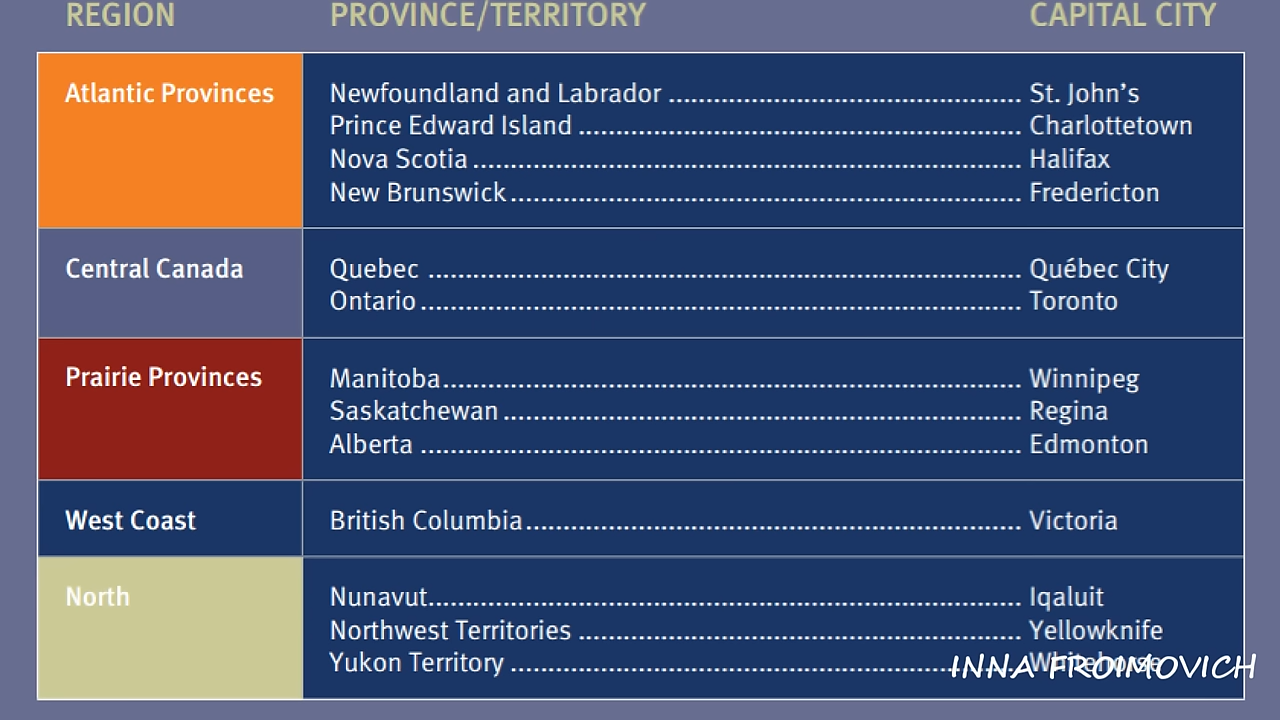 REGION PROVINCE/TERRITORY CAPITAL CITY
Atlantic Provinces Newfoundland and Labrador ........................................ St. John's
Prince Edward Island ........................................ Charlottetown
Nova Scotia ........................................ Halifax
New Brunswick ........................................ Fredericton
Central Canada Quebec ........................................ Québec City
Ontario ........................................ Toronto
Prairie Provinces Manitoba ........................................ Winnipeg
Saskatchewan ........................................ Regina
Alberta ........................................ Edmonton
West Coast British Columbia ........................................ Victoria
North Nunavut ........................................ Iqaluit
Northwest Territories ........................................ Yellowknife
Yukon Territory ........................................ Whitehorse
INNA FROIMOVICH